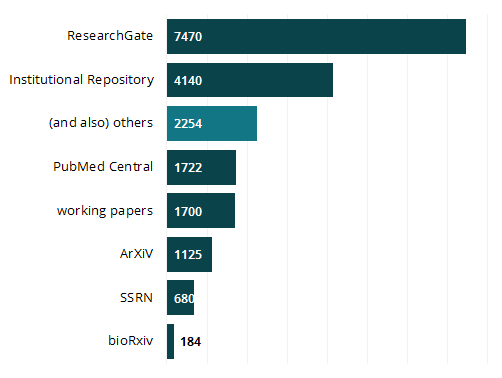 ResearchGate 7470
Institutional Repository 4140
(and also) others 2254
PubMed Central 1722
working papers 1700
ArXiV 1125
SSRN 680
bioRxiv 184